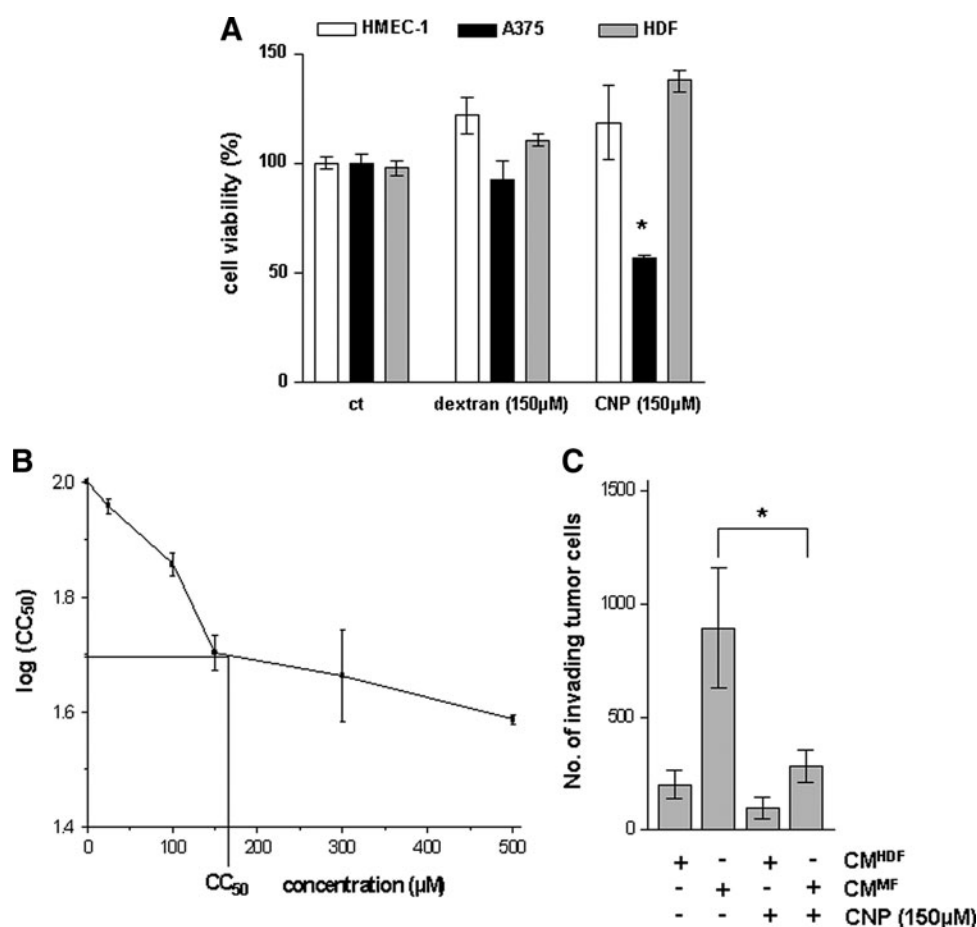 A
HMEC-1 A375 HDF
cell viability (%)
150
100
50
0
*
ct dextran (150µM) CNP (150µM)
B
log (CC50)
2.0
1.8
1.6
1.4
0 100 200 300 400 500
CC50 concentration (µM)
C
No. of invading tumor cells
1500
1000
500
0
*
+ - + - CMHDF
- + - + CMMF
- - + + CNP (150µM)